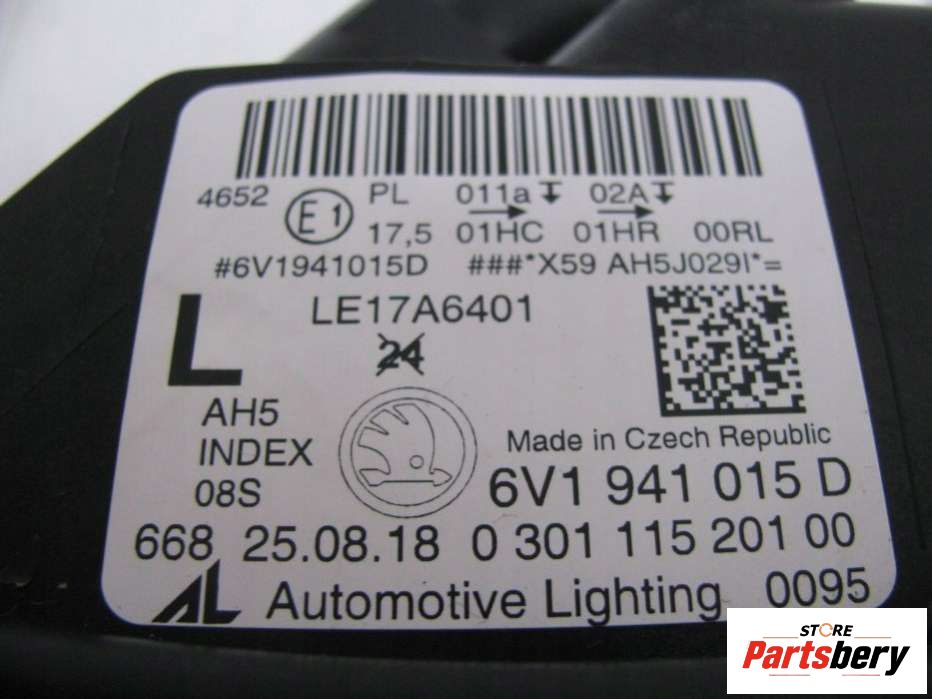 4652 E1 PL 011a 02A
17,5 01HC 01HR 00RL
#6V1941015D ###*X59 AH5J029I*=
LE17A6401
L 24
AH5
INDEX
08S
Made in Czech Republic
6V1 941 015 D
668 25.08.18 0 301 115 201 00
AL Automotive Lighting 0095
STORE
Partsbery